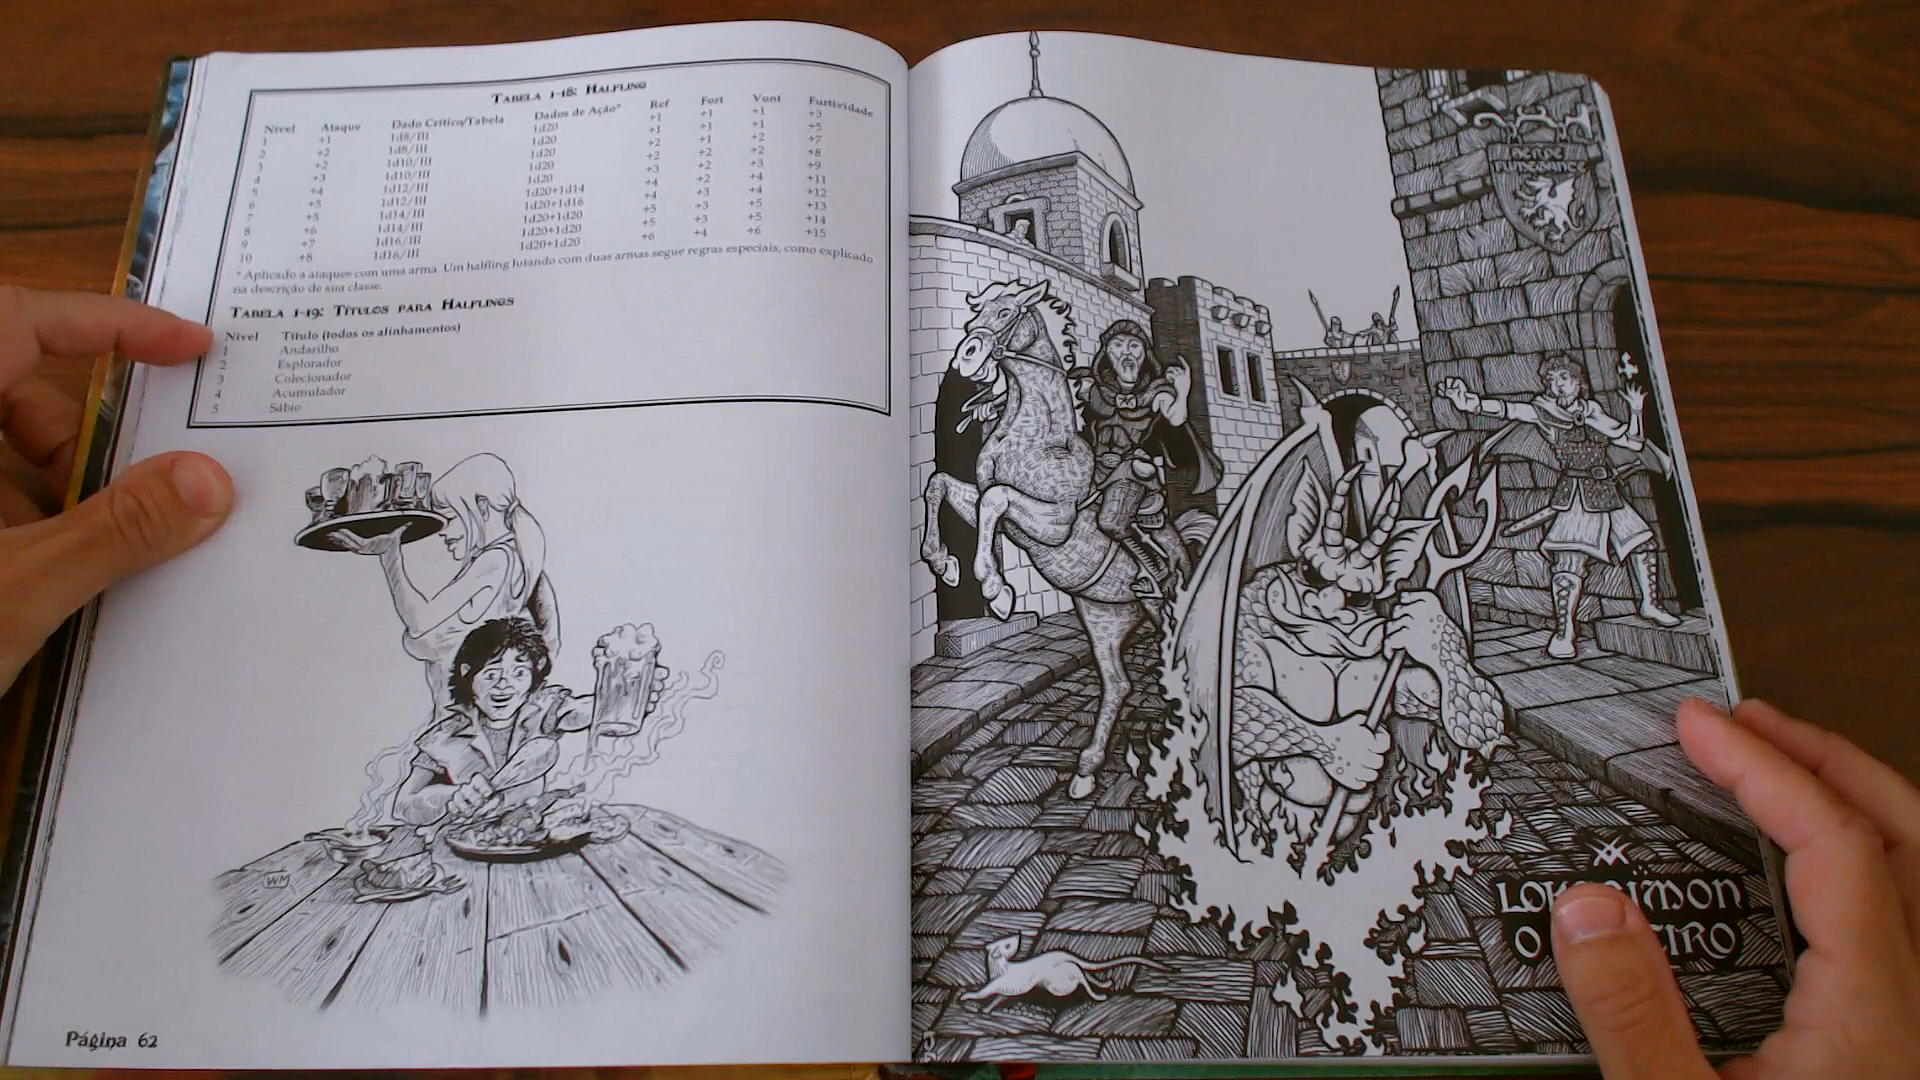 Tabela 1-18: Halfling
Nível Ataque Dado Crítico/Tabela Dados de Ação* Ref Fort Vont Furtividade
1 +1 1d8/III 1d20 +1 +1 +1 +3
2 +2 1d8/III 1d20 +1 +1 +1 +5
3 +2 1d10/III 1d20 +2 +1 +2 +7
4 +3 1d10/III 1d20 +2 +2 +2 +8
5 +4 1d12/III 1d20 +3 +2 +3 +9
6 +5 1d12/III 1d20+1d14 +4 +2 +4 +11
7 +5 1d14/III 1d20+1d16 +4 +3 +4 +12
8 +6 1d14/III 1d20+1d20 +5 +3 +5 +13
9 +7 1d16/III 1d20+1d20 +5 +3 +5 +14
10 +8 1d16/III 1d20+1d20 +6 +4 +6 +15
* Aplicado a ataques com uma arma. Um halfling lutando com duas armas segue regras especiais, como explicado
na descrição de sua classe.
Tabela 1-19: Títulos para Halflings
Nível Título (todos os alinhamentos)
1 Andarilho
2 Explorador
3 Colecionador
4 Acumulador
5 Sábio
WM
Página 62
O